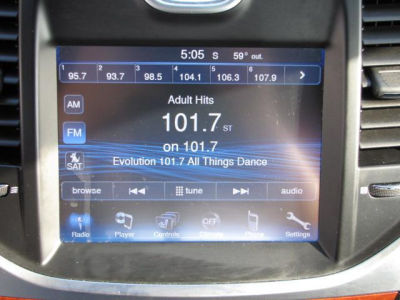 5:05 S 59° out.
1 2 3 4 5 6
95.7 93.7 98.5 104.1 106.3 107.9
AM
Adult Hits
FM
101.7 ST
on 101.7
SAT
Evolution 101.7 All Things Dance
browse tune audio
OFF
Radio Player Controls Climate Phone Settings